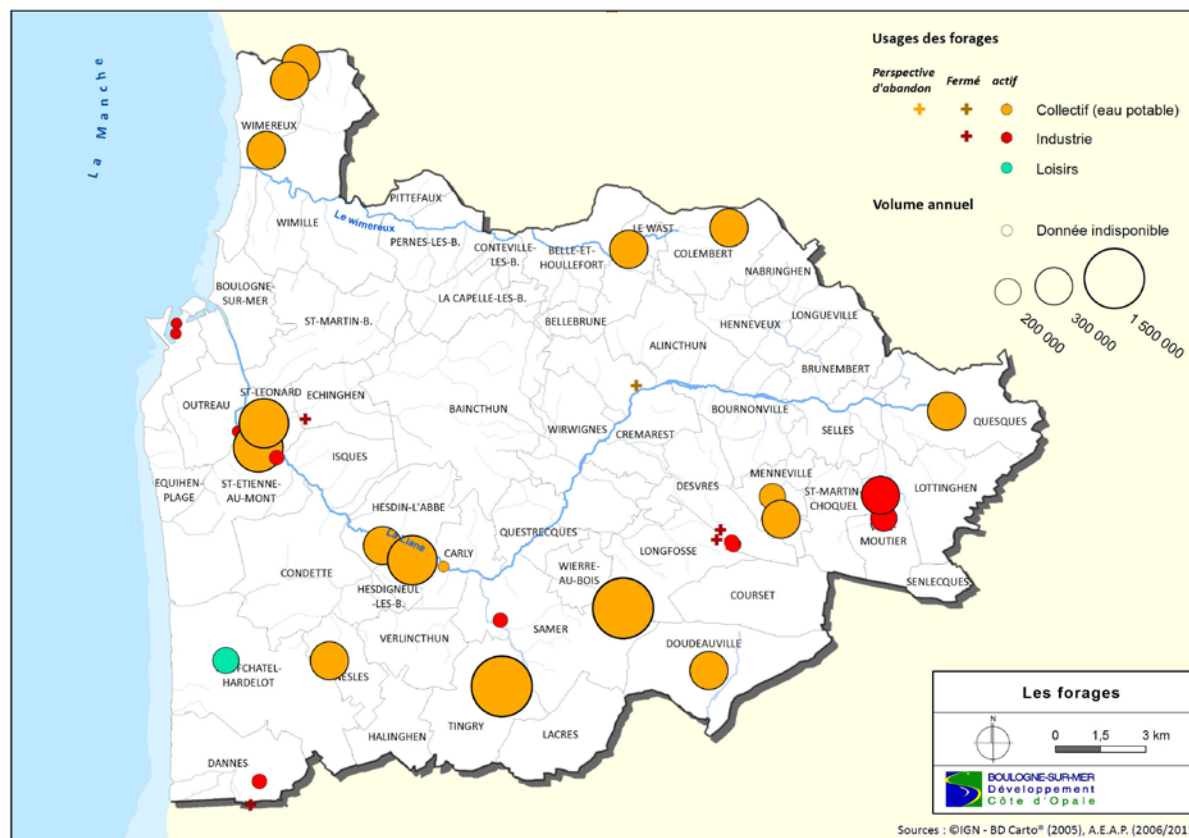 La Manche
Usages des forages
Perspective
d'abandon
Fermé
actif
Collectif (eau potable)
Industrie
Loisirs
Volume annuel
Donnée indisponible
200 000
300 000
1 500 000
WIMEREUX
PITTEFAUX
Le wimereux
WIMILLE
PERNES-LES-B.
CONTEVILLE
-LES-B.
BELLE-ET-
HOULLEFORT
LE WAST
COLEMBERT
NABRINGHEN
BOULOGNE-
SUR-MER
LA CAPELLE-LES-B.
ST-MARTIN-B.
BELLEBRUNE
HENNEVEUX
LONGUEVILLE
ALINCTHUN
BRUNEMBERT
ST-LEONARD
ECHINGHEN
OUTREAU
BAINCTHUN
BOURNONVILLE
QUESQUES
WIRWIGNES
CREMAREST
SELLES
ISQUES
EQUIHEN-
PLAGE
ST-ETIENNE-
AU-MONT
MENNEVILLE
DESVRES
ST-MARTIN-
CHOQUEL
LOTTINGHEN
HESDIN-L'ABBE
QUESTRECQUES
La Liane
CARLY
LONGFOSSE
MOUTIER
CONDETTE
WIERRE-
AU-BOIS
SENLECQUES
HESDIGNEUL
-LES-B.
COURSET
VERLINCTHUN
SAMER
DOUDEAUVILLE
FCHATEL-
HARDELOT
NESLES
TINGRY
LACRES
HALINGHEN
DANNES
Les forages
N
0 1,5 3 km
BOULOGNE-SUR-MER
Développement
Côte d'Opale
Sources : ©IGN - BD Carto® (2005), A.E.A.P. (2006/201